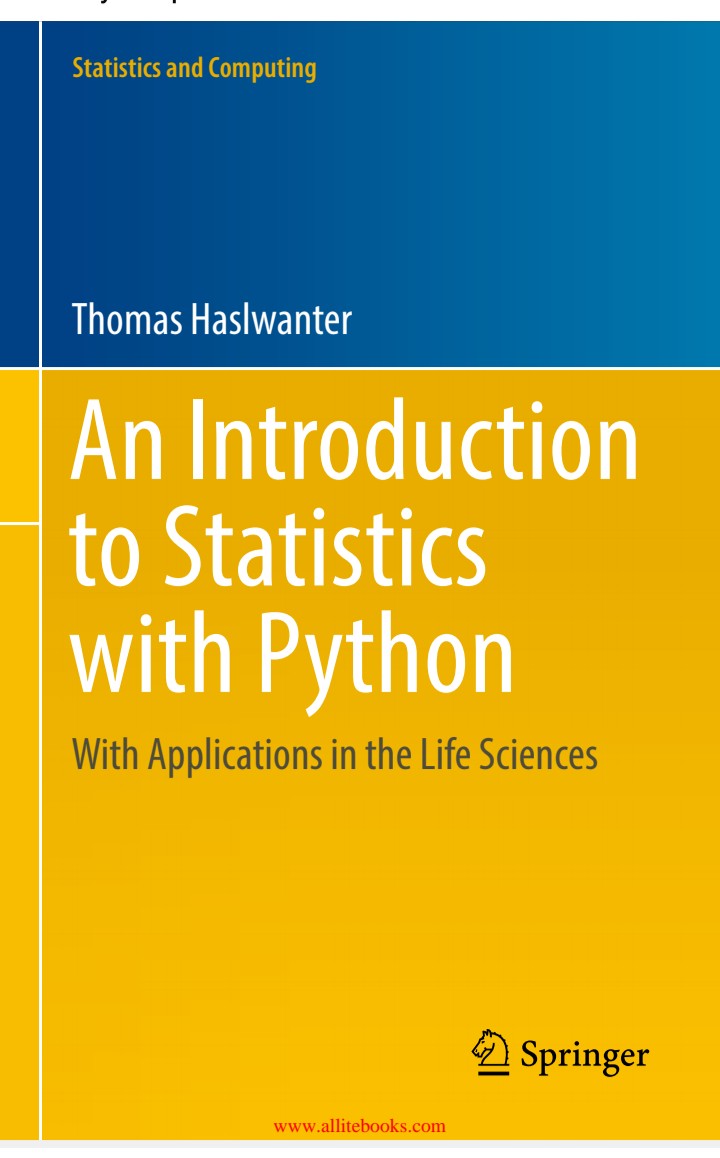 Statistics and Computing
Thomas Haslwanter
An Introduction
to Statistics
with Python
With Applications in the Life Sciences
Springer
www.allitebooks.com